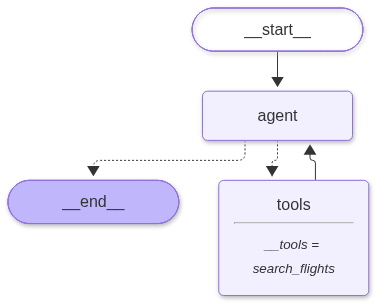 __start__
agent
__end__
tools
__tools =
search_flights